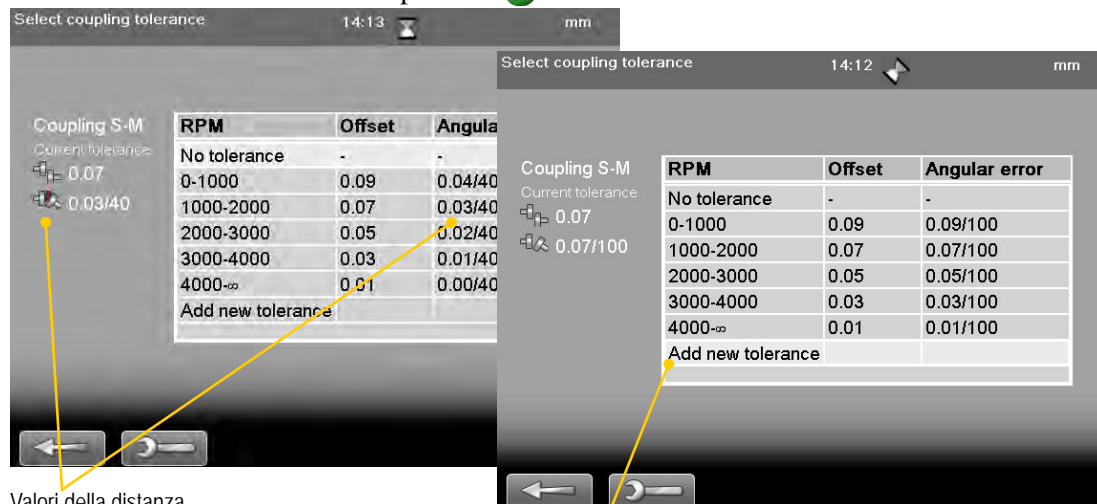 Select coupling tolerance 14:13 mm
Coupling S-M
Current tolerance
0.07
0.03/40
RPM Offset Angula
No tolerance - -
0-1000 0.09 0.04/40
1000-2000 0.07 0.03/40
2000-3000 0.05 0.02/40
3000-4000 0.03 0.01/40
4000-∞ 0.01 0.00/40
Add new tolerance
Select coupling tolerance 14:12 mm
Coupling S-M
Current tolerance
0.07
0.07/100
RPM Offset Angular error
No tolerance - -
0-1000 0.09 0.09/100
1000-2000 0.07 0.07/100
2000-3000 0.05 0.05/100
3000-4000 0.03 0.03/100
4000-∞ 0.01 0.01/100
Add new tolerance
Valori della distanza